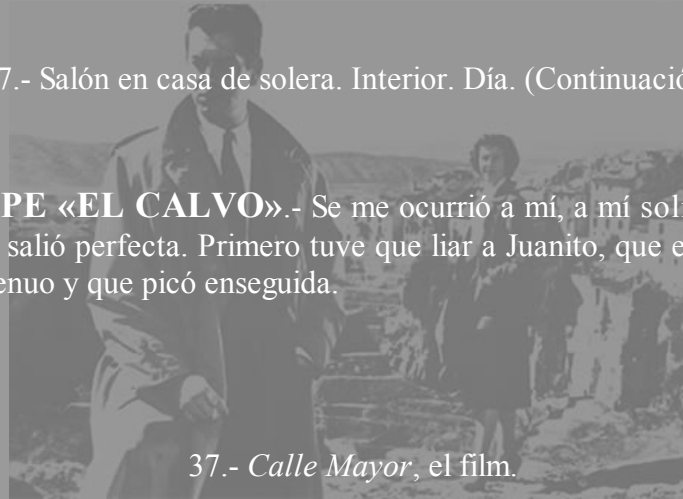 7.- Salón en casa de solera. Interior. Día. (Continuació
PE «EL CALVO».- Se me ocurrió a mí, a mí soli
salió perfecta. Primero tuve que liar a Juanito, que e
enuo y que picó enseguida.
37.- Calle Mayor, el film.